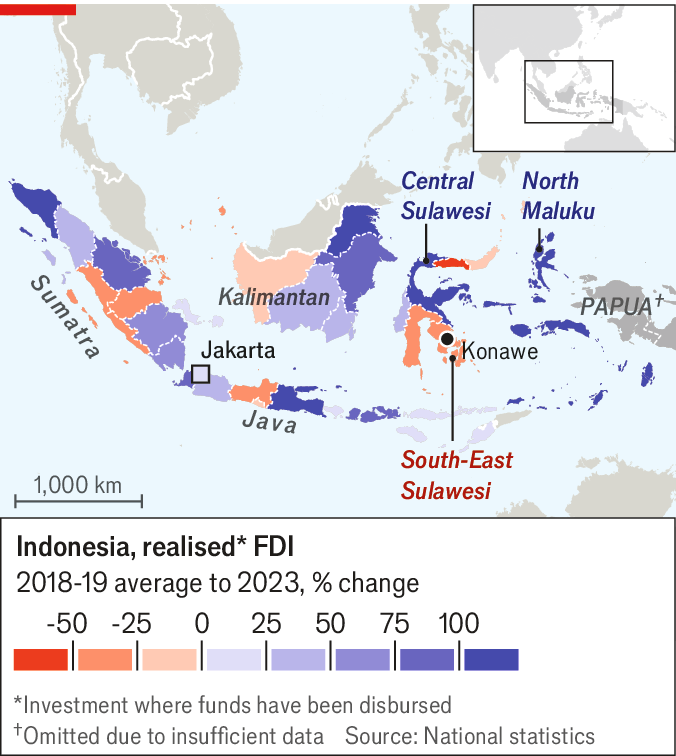 Central
Sulawesi
North
Maluku
PAPUA†
Kalimantan
Sumatra
Jakarta
Konawe
Java
South-East
Sulawesi
1,000 km
Indonesia, realised* FDI
2018-19 average to 2023, % change
-50 -25 0 25 50 75 100
*Investment where funds have been disbursed
†Omitted due to insufficient data Source: National statistics